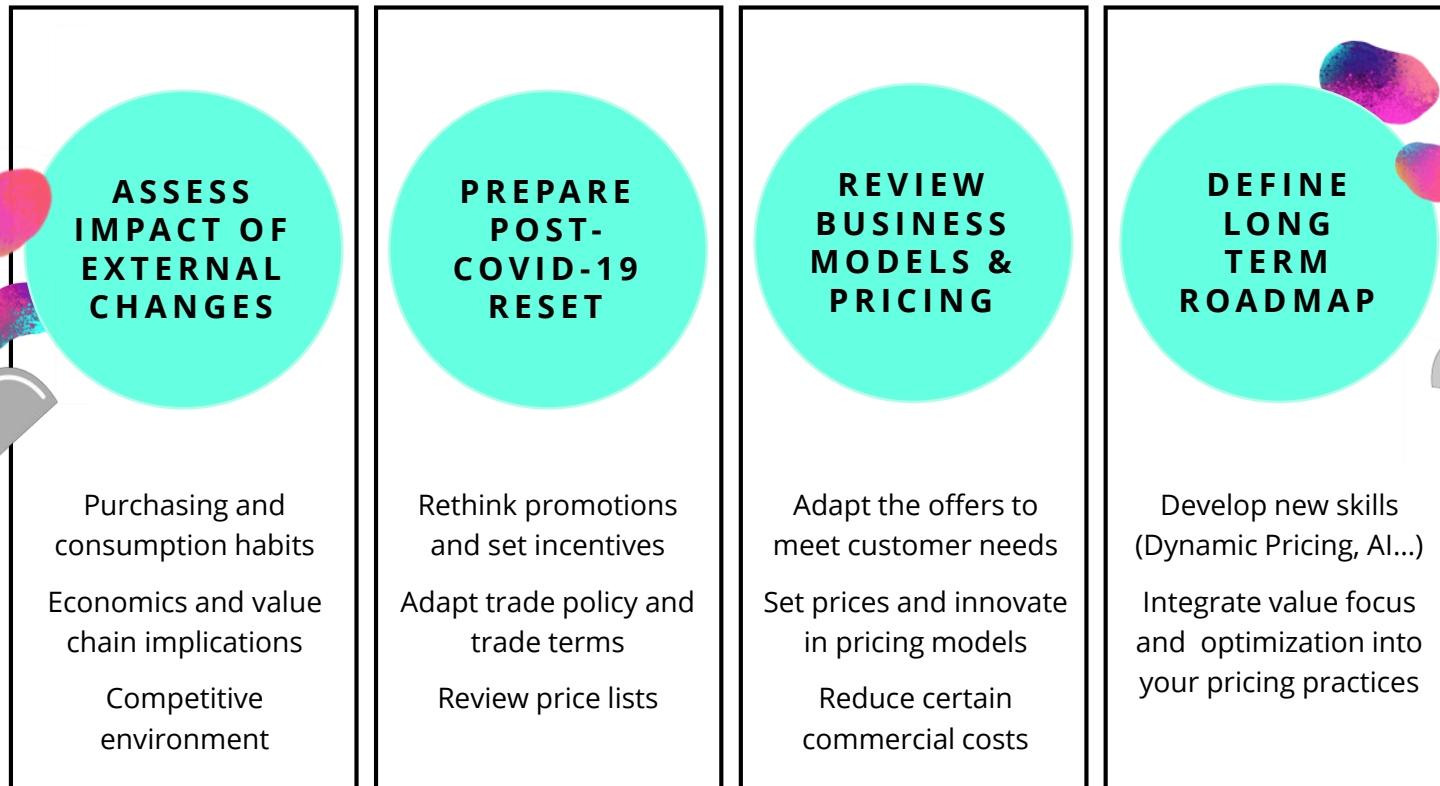 ASSESS
IMPACT OF
EXTERNAL
CHANGES
Purchasing and
consumption habits
Economics and value
chain implications
Competitive
environment
PREPARE
POST-
COVID-19
RESET
Rethink promotions
and set incentives
Adapt trade policy and
trade terms
Review price lists
REVIEW
BUSINESS
MODELS &
PRICING
Adapt the offers to
meet customer needs
Set prices and innovate
in pricing models
Reduce certain
commercial costs
DEFINE
LONG
TERM
ROADMAP
Develop new skills
(Dynamic Pricing, AI...)
Integrate value focus
and  optimization into
your pricing practices